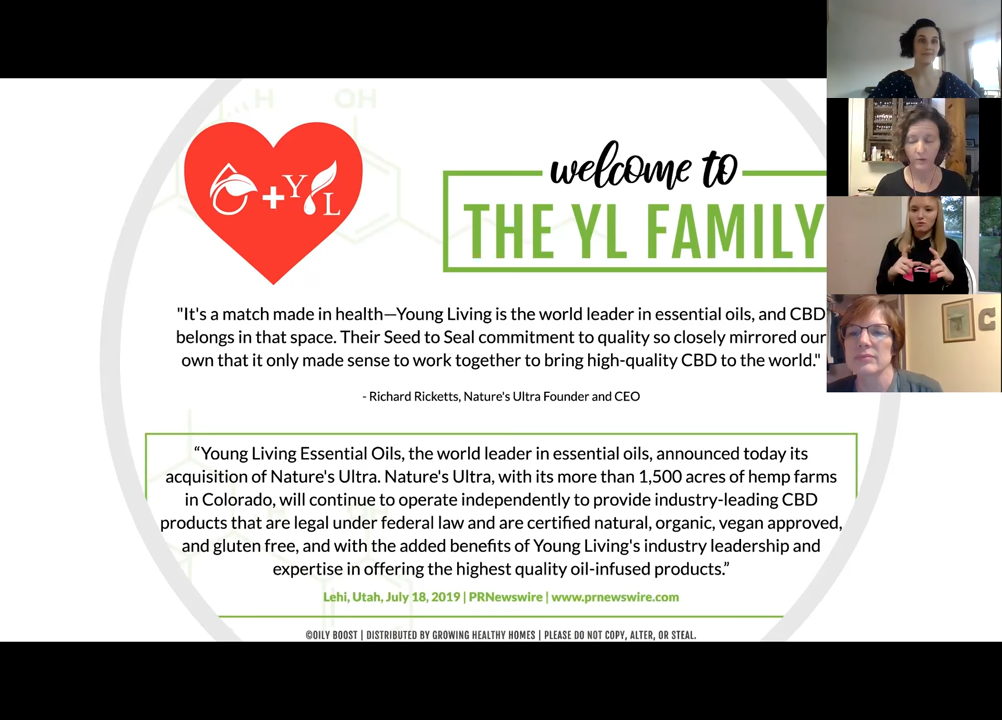 H
OH
+Y
L
welcome to
THE YL FAMILY
"It's a match made in health—Young Living is the world leader in essential oils, and CBD
belongs in that space. Their Seed to Seal commitment to quality so closely mirrored our
own that it only made sense to work together to bring high-quality CBD to the world."
- Richard Ricketts, Nature's Ultra Founder and CEO
“Young Living Essential Oils, the world leader in essential oils, announced today its
acquisition of Nature's Ultra. Nature's Ultra, with its more than 1,500 acres of hemp farms
in Colorado, will continue to operate independently to provide industry-leading CBD
products that are legal under federal law and are certified natural, organic, vegan approved,
and gluten free, and with the added benefits of Young Living's industry leadership and
expertise in offering the highest quality oil-infused products.”
Lehi, Utah, July 18, 2019 | PRNewswire | www.prnewswire.com
©OILY BOOST | DISTRIBUTED BY GROWING HEALTHY HOMES | PLEASE DO NOT COPY, ALTER, OR STEAL.
C